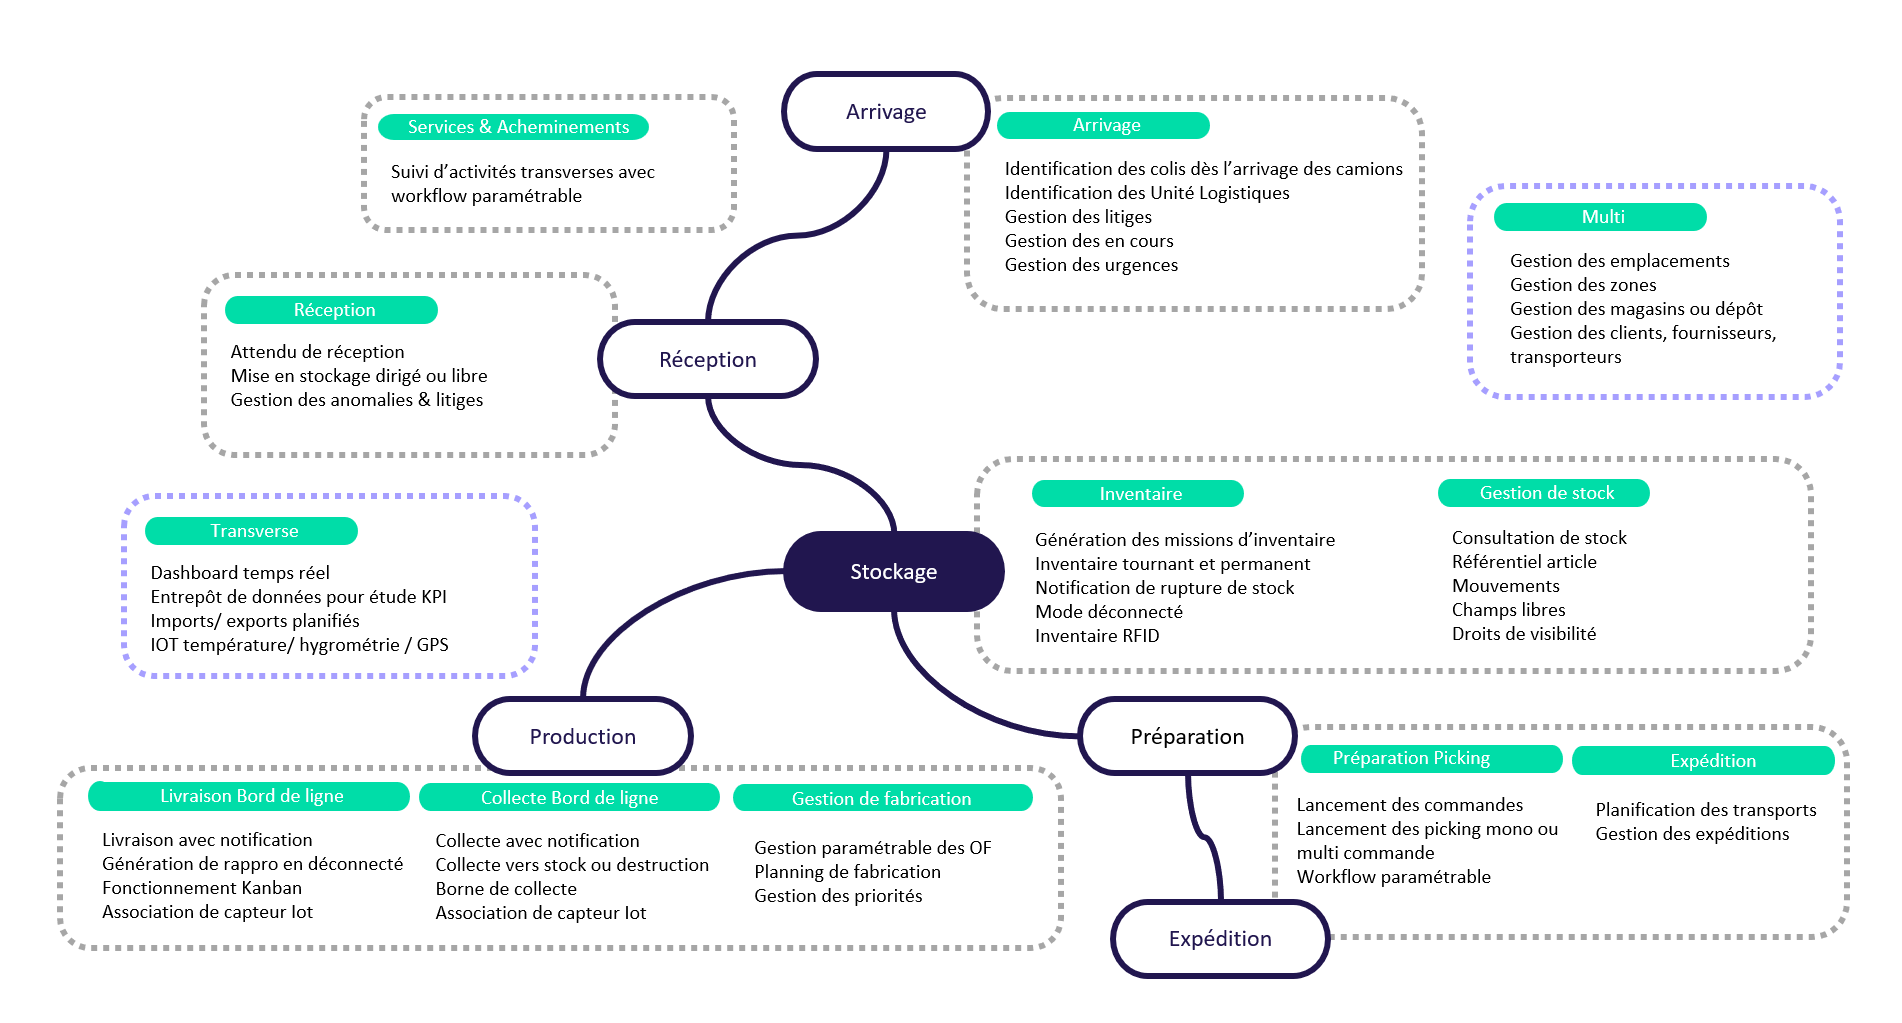 Arrivage
Services & Acheminements
Suivi d’activités transverses avec
workflow paramétrable
Arrivage
Identification des colis dès l’arrivage des camions
Identification des Unité Logistiques
Gestion des litiges
Gestion des en cours
Gestion des urgences
Multi
Gestion des emplacements
Gestion des zones
Gestion des magasins ou dépôt
Gestion des clients, fournisseurs,
transporteurs
Réception
Attendu de réception
Mise en stockage dirigé ou libre
Gestion des anomalies & litiges
Réception
Transverse
Dashboard temps réel
Entrepôt de données pour étude KPI
Imports/ exports planifiés
IOT température/ hygrométrie / GPS
Stockage
Inventaire
Génération des missions d’inventaire
Inventaire tournant et permanent
Notification de rupture de stock
Mode déconnecté
Inventaire RFID
Gestion de stock
Consultation de stock
Référentiel article
Mouvements
Champs libres
Droits de visibilité
Production
Livraison Bord de ligne
Livraison avec notification
Génération de rappro en déconnecté
Fonctionnement Kanban
Association de capteur Iot
Collecte Bord de ligne
Collecte avec notification
Collecte vers stock ou destruction
Borne de collecte
Association de capteur Iot
Gestion de fabrication
Gestion paramétrable des OF
Planning de fabrication
Gestion des priorités
Préparation
Préparation Picking
Lancement des commandes
Lancement des picking mono ou
multi commande
Workflow paramétrable
Expédition
Planification des transports
Gestion des expéditions
Expédition